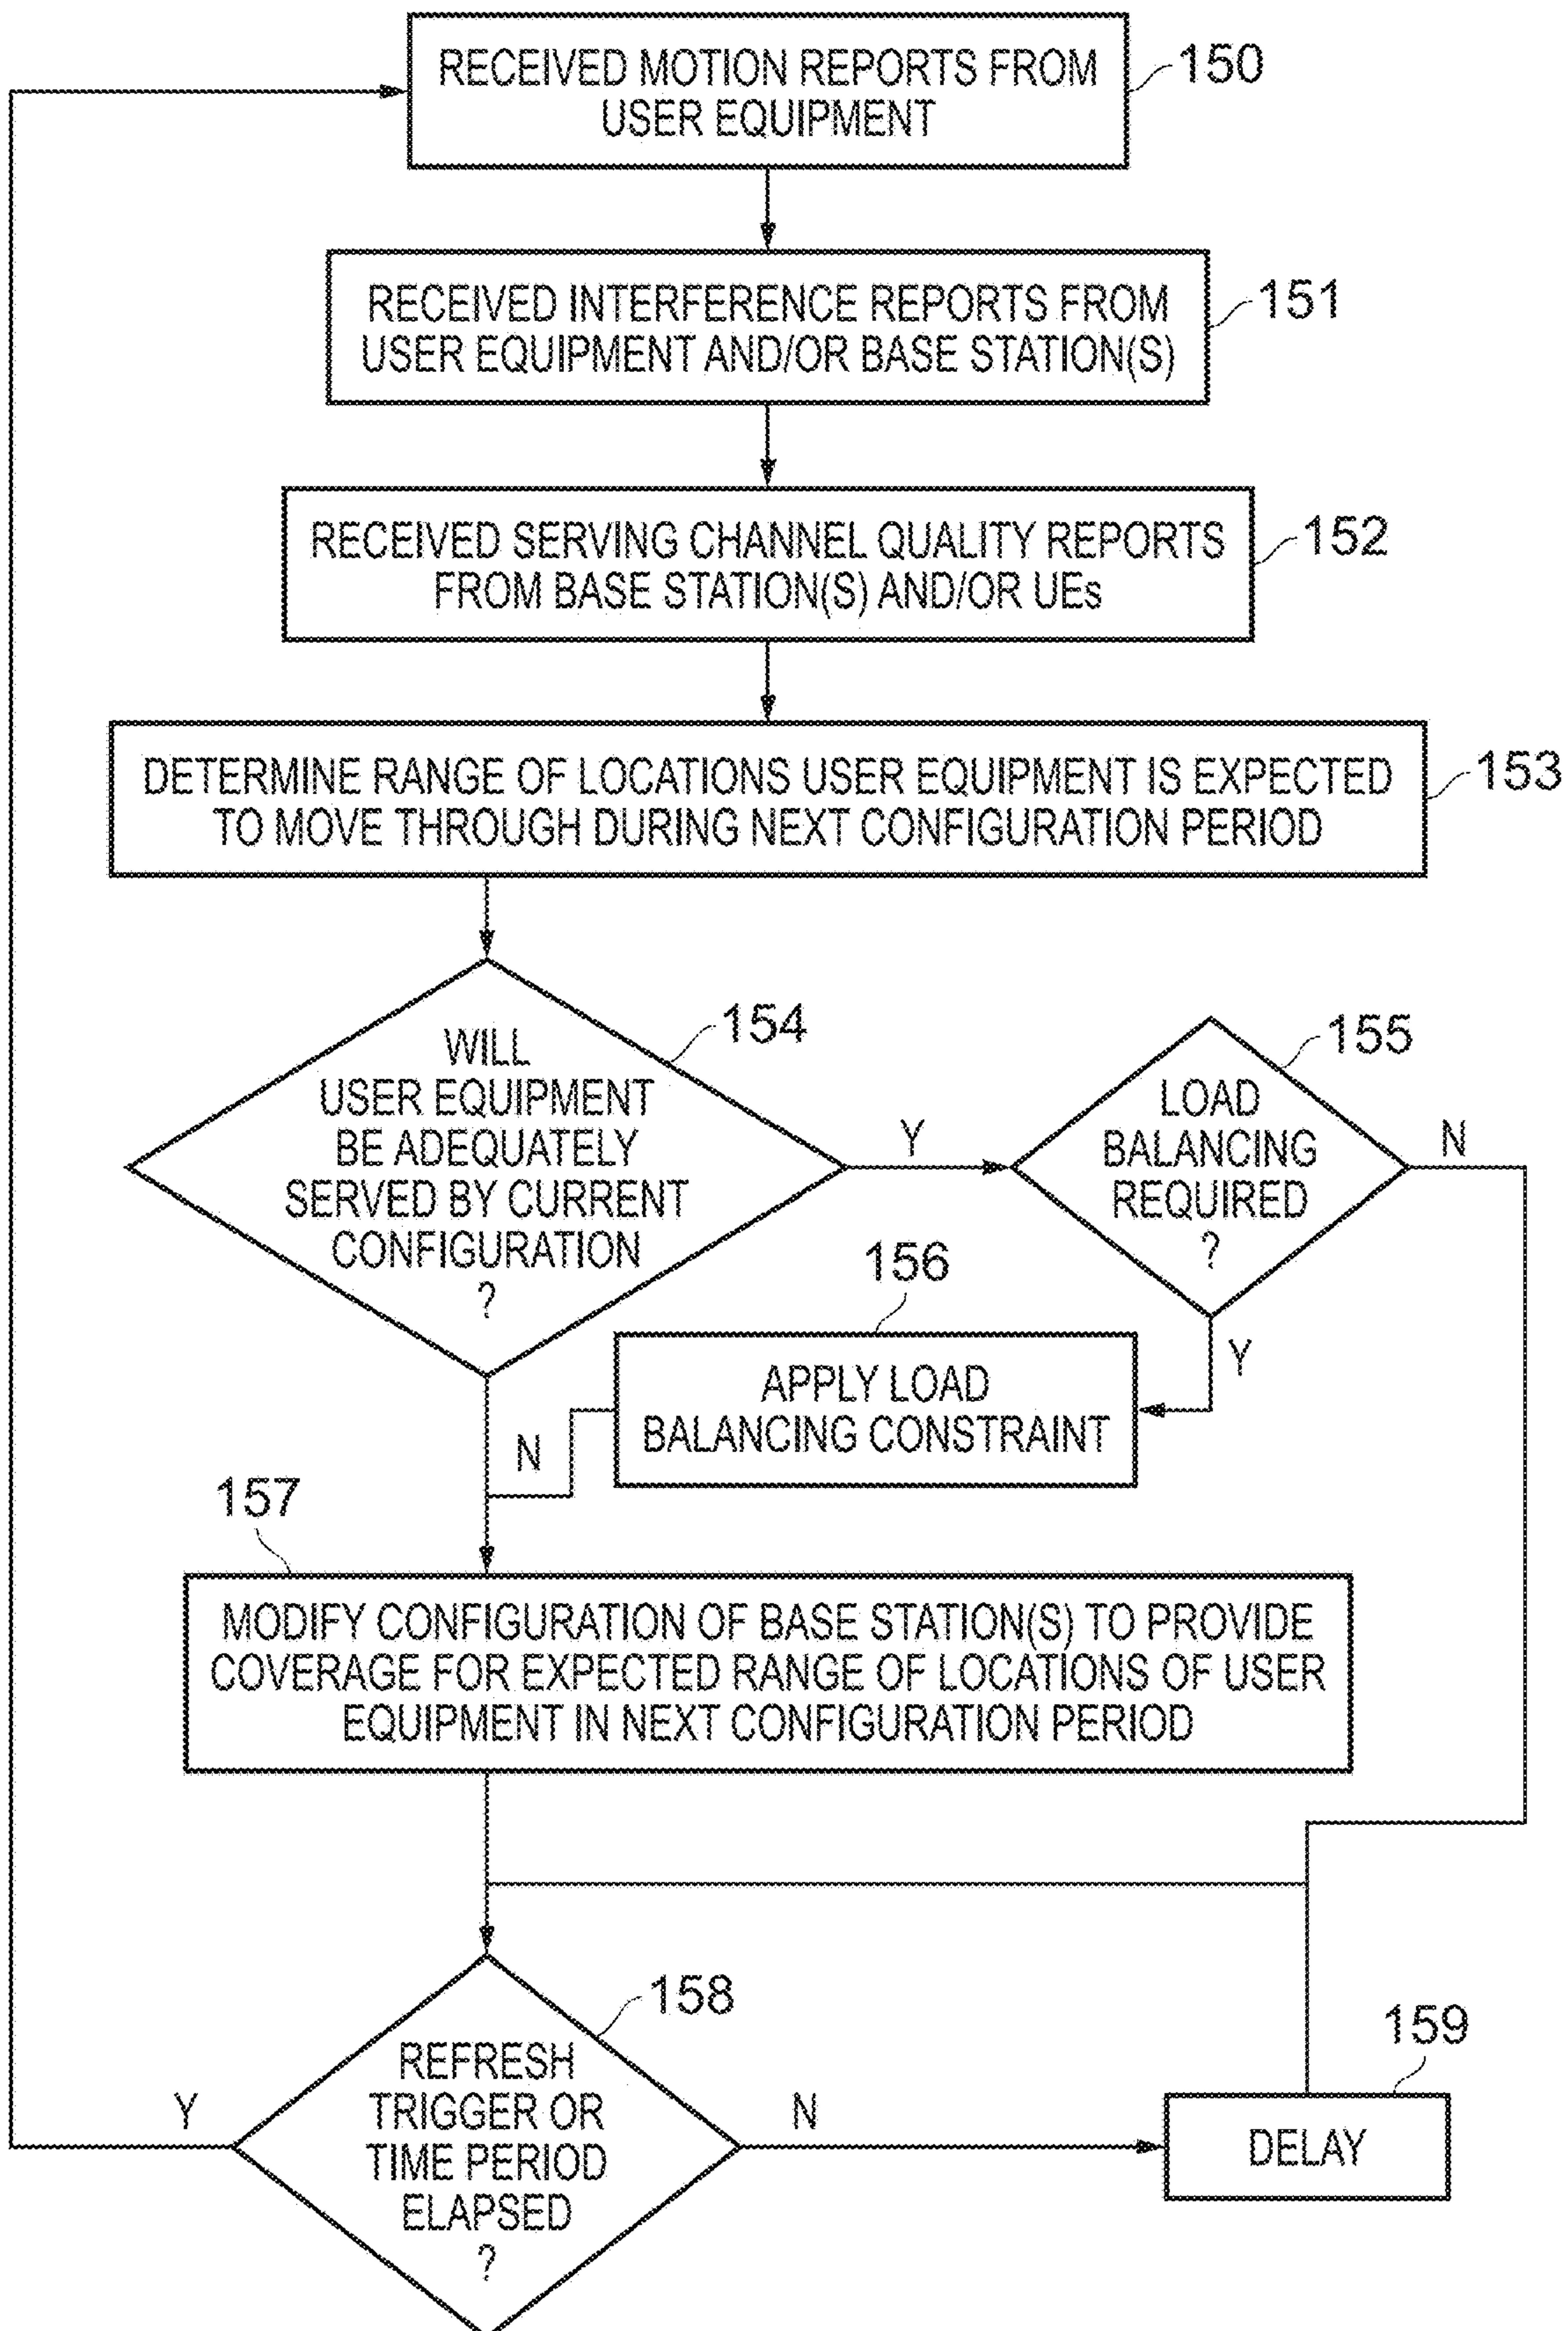 RECEIVED MOTION REPORTS FROM
USER EQUIPMENT
150
RECEIVED INTERFERENCE REPORTS FROM
USER EQUIPMENT AND/OR BASE STATION(S)
151
RECEIVED SERVING CHANNEL QUALITY REPORTS
FROM BASE STATION(S) AND/OR UEs
152
DETERMINE RANGE OF LOCATIONS USER EQUIPMENT IS EXPECTED
TO MOVE THROUGH DURING NEXT CONFIGURATION PERIOD
153
WILL
USER EQUIPMENT
BE ADEQUATELY
SERVED BY CURRENT
CONFIGURATION
?
154
Y
LOAD
BALANCING
REQUIRED
?
155
N
Y
156
APPLY LOAD
BALANCING CONSTRAINT
N
157
MODIFY CONFIGURATION OF BASE STATION(S) TO PROVIDE
COVERAGE FOR EXPECTED RANGE OF LOCATIONS OF USER
EQUIPMENT IN NEXT CONFIGURATION PERIOD
158
REFRESH
TRIGGER OR
TIME PERIOD
ELAPSED
?
Y
N
159
DELAY